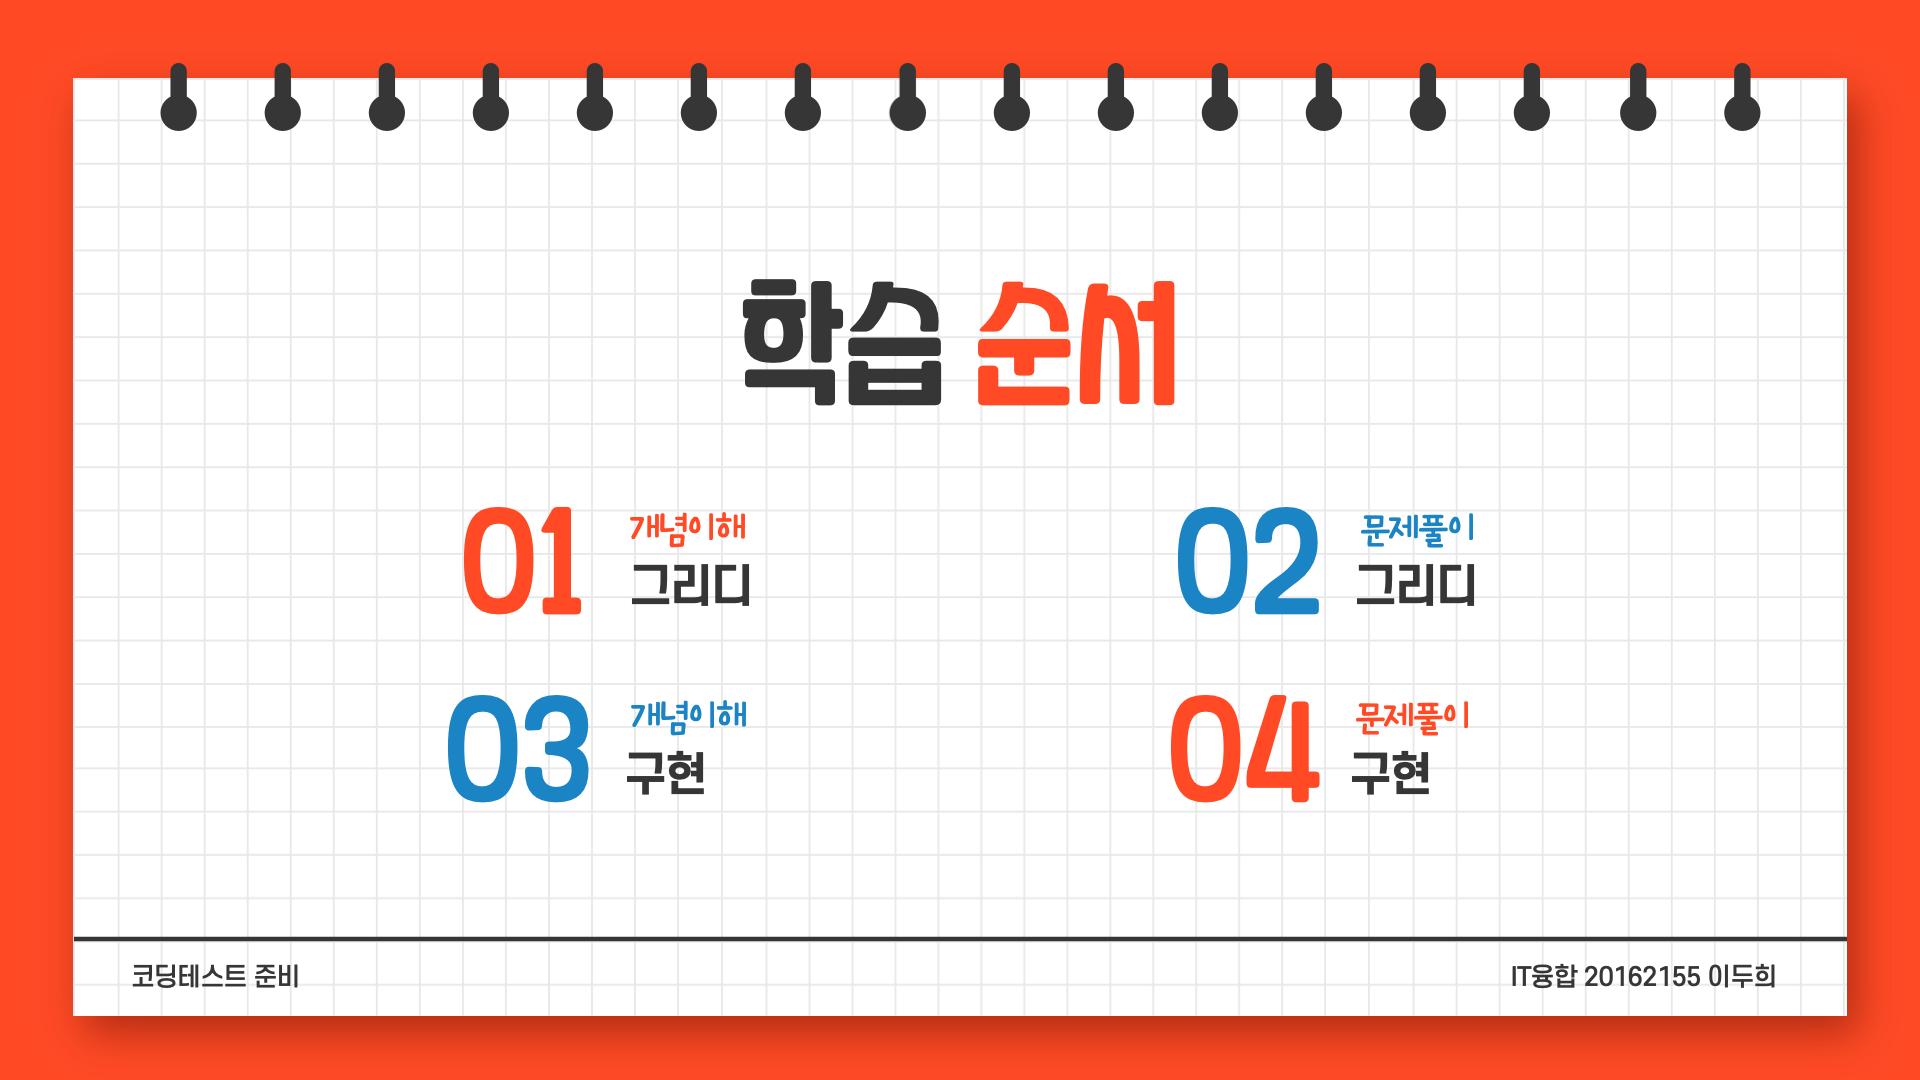 학습 순서
01
개념이해
그리디
02
문제풀이
그리디
03
개념이해
구현
04
문제풀이
구현
코딩테스트 준비
IT융합 20162155 이두희